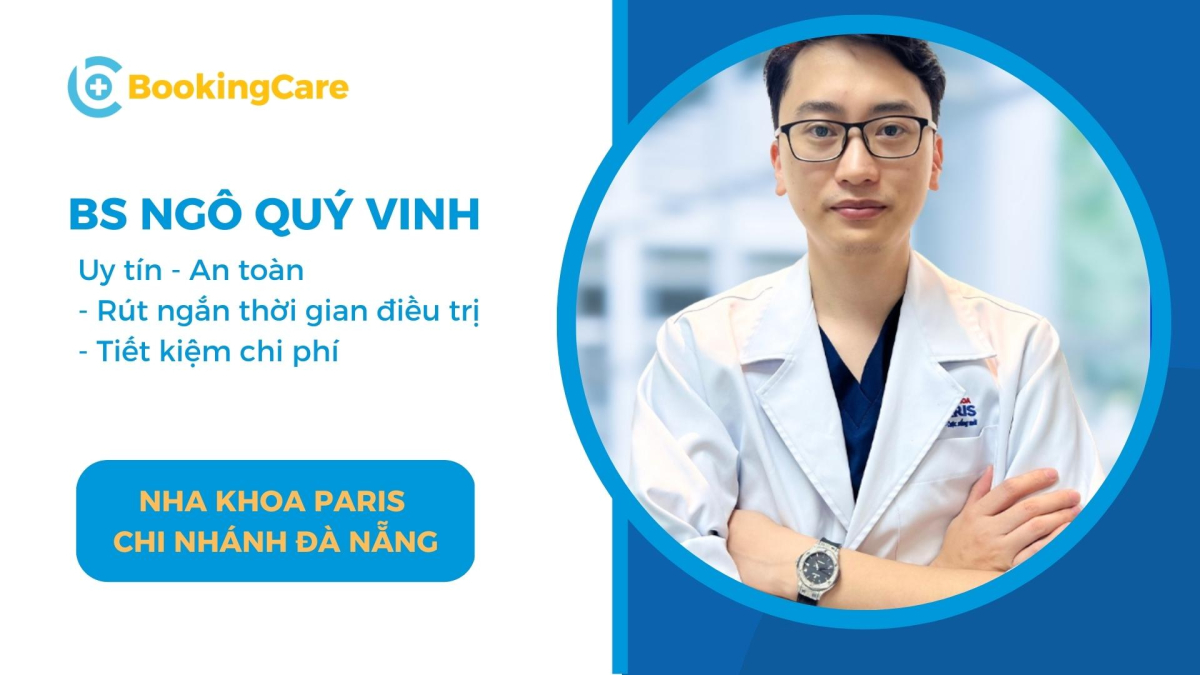 BookingCare
BS NGÔ QUÝ VINH
Uy tín - An toàn
- Rút ngắn thời gian điều trị
- Tiết kiệm chi phí
NHA KHOA PARIS
CHI NHÁNH ĐÀ NẴNG